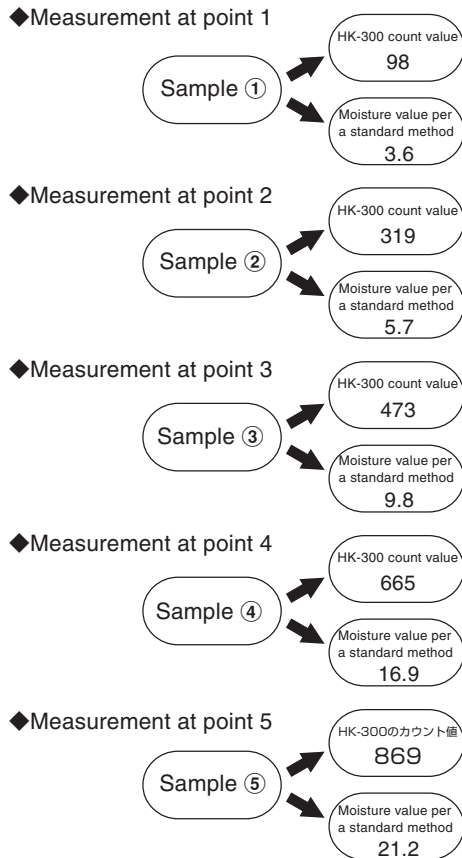 ◆Measurement at point 1
HK-300 count value
98
Sample ①
Moisture value per
a standard method
3.6
◆Measurement at point 2
HK-300 count value
319
Sample ②
Moisture value per
a standard method
5.7
◆Measurement at point 3
HK-300 count value
473
Sample ③
Moisture value per
a standard method
9.8
◆Measurement at point 4
HK-300 count value
665
Sample ④
Moisture value per
a standard method
16.9
◆Measurement at point 5
HK-300のカウント値
869
Sample ⑤
Moisture value per
a standard method
21.2